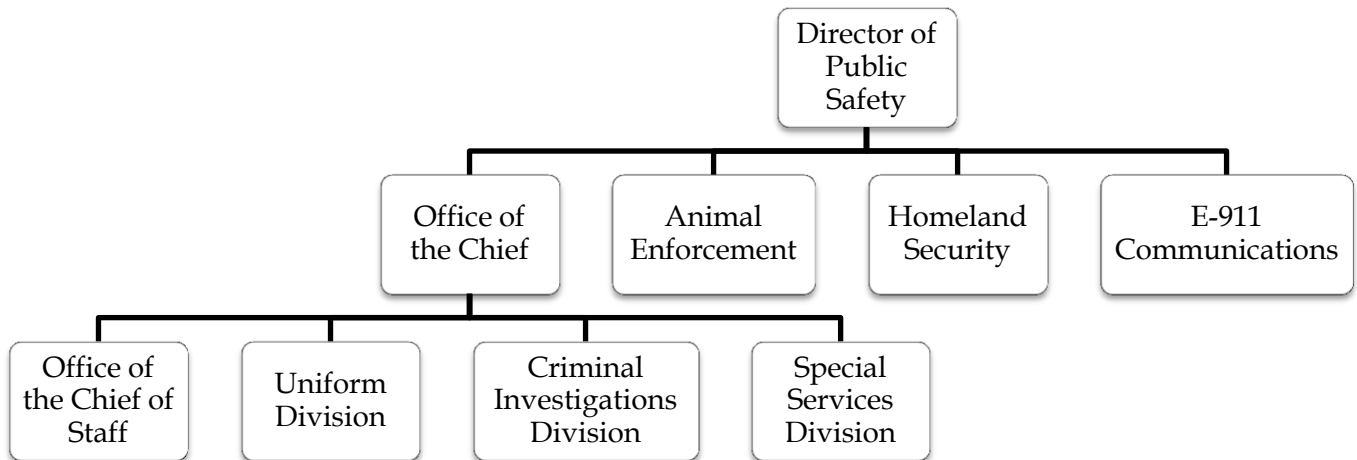 Director of
Public
Safety
Office of
the Chief
Animal
Enforcement
Homeland
Security
E-911
Communications
Office of
the Chief of
Staff
Uniform
Division
Criminal
Investigations
Division
Special
Services
Division